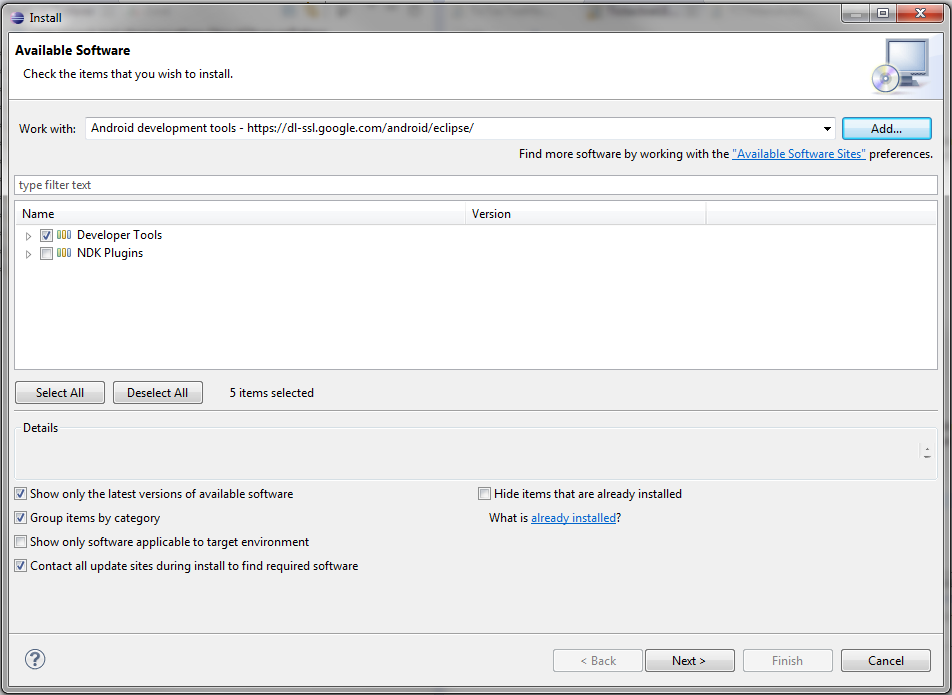 Install
Available Software
Check the items that you wish to install.
Work with: Android development tools - https://dl-ssl.google.com/android/eclipse/ Add...
Find more software by working with the "Available Software Sites" preferences.
type filter text
Name Version
Developer Tools
NDK Plugins
Select All Deselect All 5 items selected
Details
Show only the latest versions of available software Hide items that are already installed
Group items by category What is already installed?
Show only software applicable to target environment
Contact all update sites during install to find required software
? < Back Next > Finish Cancel